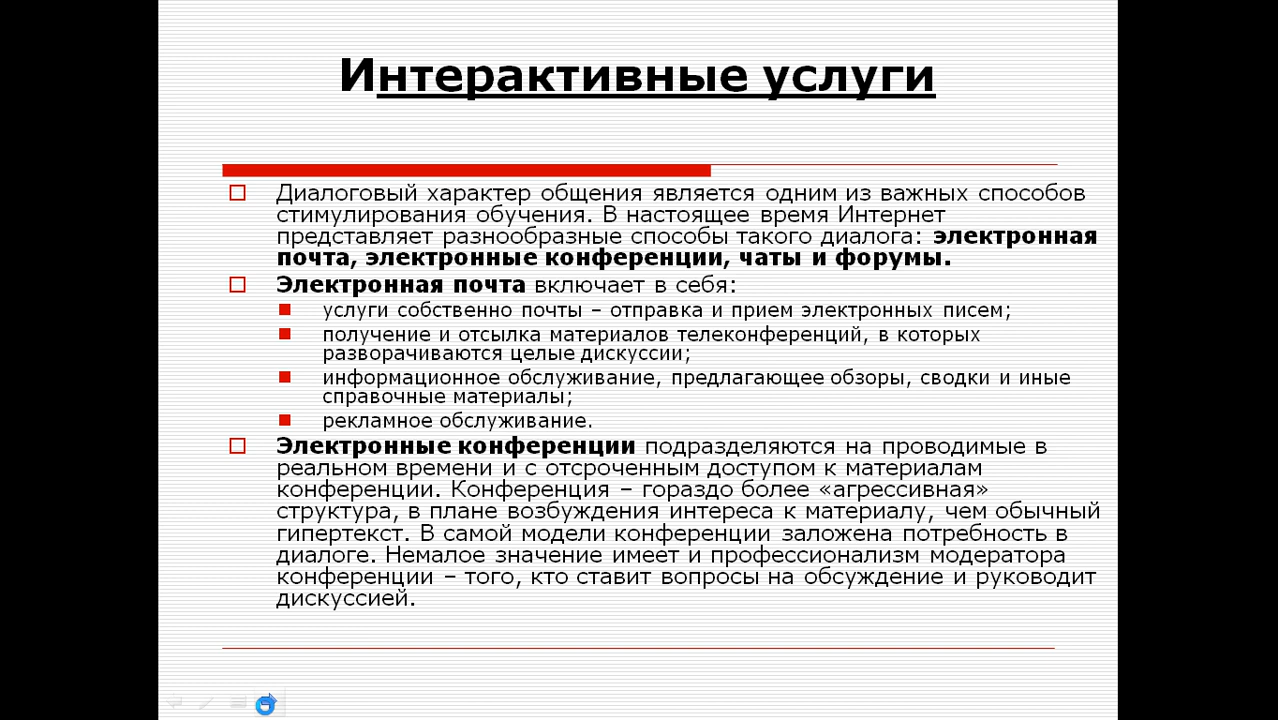 Интерактивные услуги
Диалоговый характер общения является одним из важных способов
стимулирования обучения. В настоящее время Интернет
представляет разнообразные способы такого диалога: электронная
почта, электронные конференции, чаты и форумы.
Электронная почта включает в себя:
услуги собственно почты – отправка и прием электронных писем;
получение и отсылка материалов телеконференций, в которых
разворачиваются целые дискуссии;
информационное обслуживание, предлагающее обзоры, сводки и иные
справочные материалы;
рекламное обслуживание.
Электронные конференции подразделяются на проводимые в
реальном времени и с отсроченным доступом к материалам
конференции. Конференция – гораздо более «агрессивная»
структура, в плане возбуждения интереса к материалу, чем обычный
гипертекст. В самой модели конференции заложена потребность в
диалоге. Немалое значение имеет и профессионализм модератора
конференции – того, кто ставит вопросы на обсуждение и руководит
дискуссией.